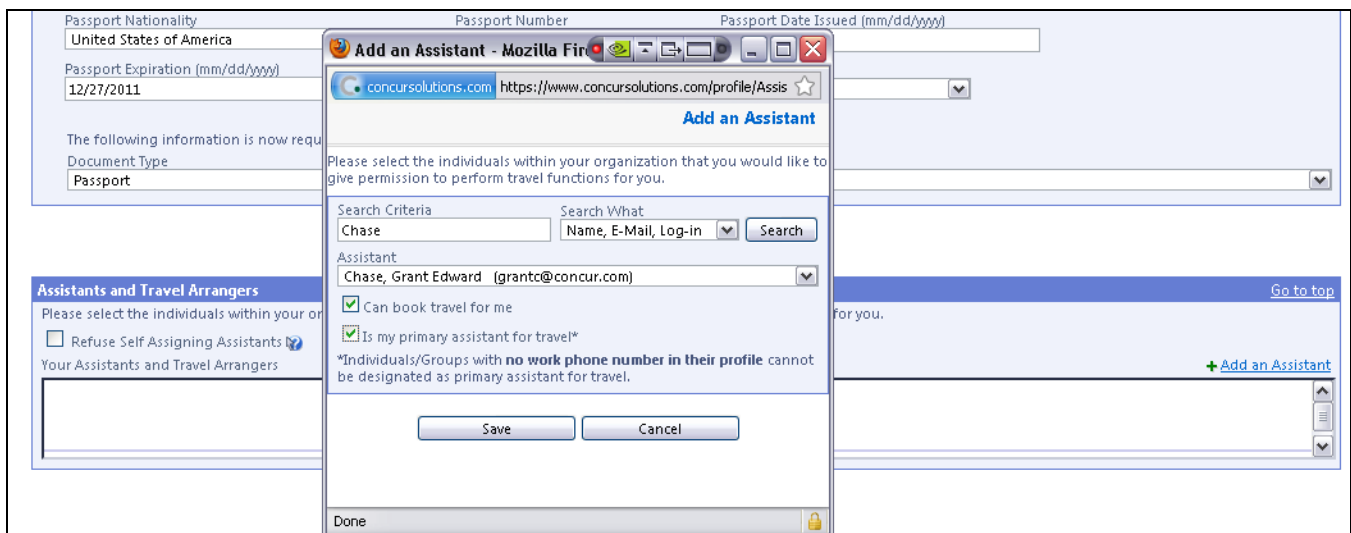 Passport Nationality Passport Number Passport Date Issued (mm/dd/yyyy)
United States of America
Passport Expiration (mm/dd/yyyy)
12/27/2011
The following information is now requ
Document Type
Passport
Assistants and Travel Arrangers Go to top
Please select the individuals within your or for you.
Refuse Self Assigning Assistants
Your Assistants and Travel Arrangers + Add an Assistant
Add an Assistant - Mozilla Fire
concursolutions.com https://www.concursolutions.com/profile/Assis
Add an Assistant
Please select the individuals within your organization that you would like to
give permission to perform travel functions for you.
Search Criteria Search What
Chase Name, E-Mail, Log-in Search
Assistant
Chase, Grant Edward (grantc@concur.com)
Can book travel for me
Is my primary assistant for travel*
*Individuals/Groups with no work phone number in their profile cannot
be designated as primary assistant for travel.
Save Cancel
Done